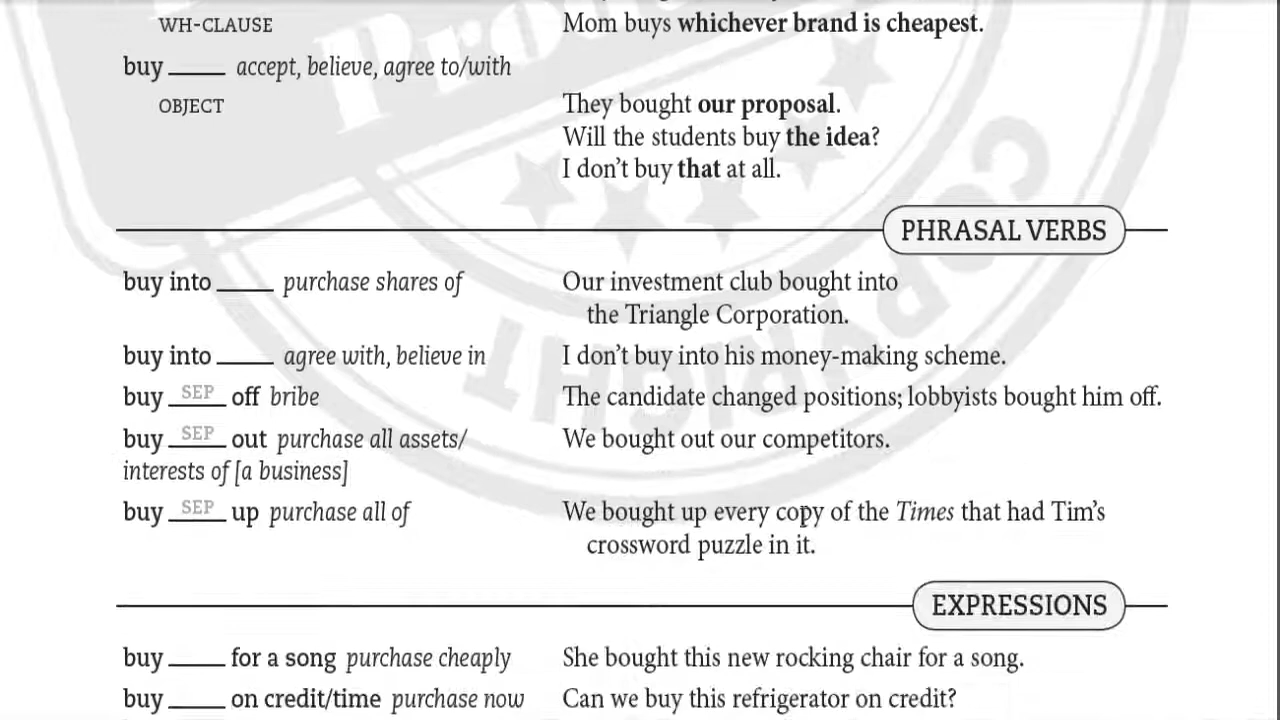 WH-CLAUSE Mom buys whichever brand is cheapest.
buy ____ accept, believe, agree to/with
OBJECT They bought our proposal.
Will the students buy the idea?
I don’t buy that at all.
PHRASAL VERBS
buy into ____ purchase shares of Our investment club bought into
the Triangle Corporation.
buy into ____ agree with, believe in I don’t buy into his money-making scheme.
buy SEP off bribe The candidate changed positions; lobbyists bought him off.
buy SEP out purchase all assets/ We bought out our competitors.
interests of [a business]
buy SEP up purchase all of We bought up every copy of the Times that had Tim’s
crossword puzzle in it.
EXPRESSIONS
buy ____ for a song purchase cheaply She bought this new rocking chair for a song.
buy ____ on credit/time purchase now Can we buy this refrigerator on credit?
COPYRIGHT